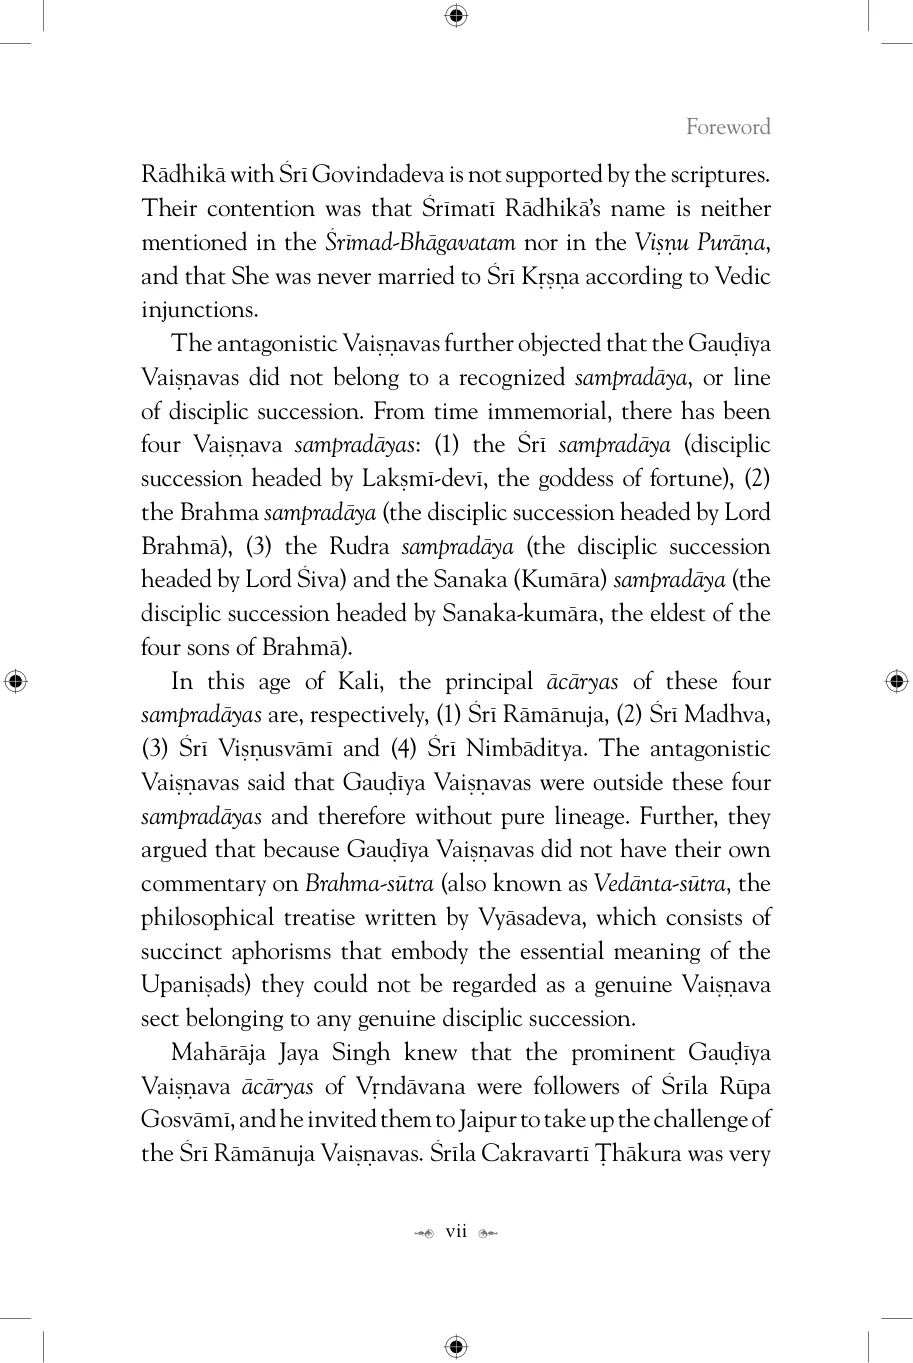 Foreword
Rādhikā with Śrī Govindadeva is not supported by the scriptures.
Their contention was that Śrīmatī Rādhikā’s name is neither
mentioned in the Śrīmad-Bhāgavatam nor in the Viṣṇu Purāṇa,
and that She was never married to Śrī Kṛṣṇa according to Vedic
injunctions.
The antagonistic Vaiṣṇavas further objected that the Gauḍīya
Vaiṣṇavas did not belong to a recognized sampradāya, or line
of disciplic succession. From time immemorial, there has been
four Vaiṣṇava sampradāyas: (1) the Śrī sampradāya (disciplic
succession headed by Lakṣmī-devī, the goddess of fortune), (2)
the Brahma sampradāya (the disciplic succession headed by Lord
Brahmā), (3) the Rudra sampradāya (the disciplic succession
headed by Lord Śiva) and the Sanaka (Kumāra) sampradāya (the
disciplic succession headed by Sanaka-kumāra, the eldest of the
four sons of Brahmā).
In this age of Kali, the principal ācāryas of these four
sampradāyas are, respectively, (1) Śrī Rāmānuja, (2) Śrī Madhva,
(3) Śrī Viṣṇusvāmī and (4) Śrī Nimbāditya. The antagonistic
Vaiṣṇavas said that Gauḍīya Vaiṣṇavas were outside these four
sampradāyas and therefore without pure lineage. Further, they
argued that because Gauḍīya Vaiṣṇavas did not have their own
commentary on Brahma-sūtra (also known as Vedānta-sūtra, the
philosophical treatise written by Vyāsadeva, which consists of
succinct aphorisms that embody the essential meaning of the
Upaniṣads) they could not be regarded as a genuine Vaiṣṇava
sect belonging to any genuine disciplic succession.
Mahārāja Jaya Singh knew that the prominent Gauḍīya
Vaiṣṇava ācāryas of Vṛndāvana were followers of Śrīla Rūpa
Gosvāmī, and he invited them to Jaipur to take up the challenge of
the Śrī Rāmānuja Vaiṣṇavas. Śrīla Cakravartī Ṭhākura was very
vii